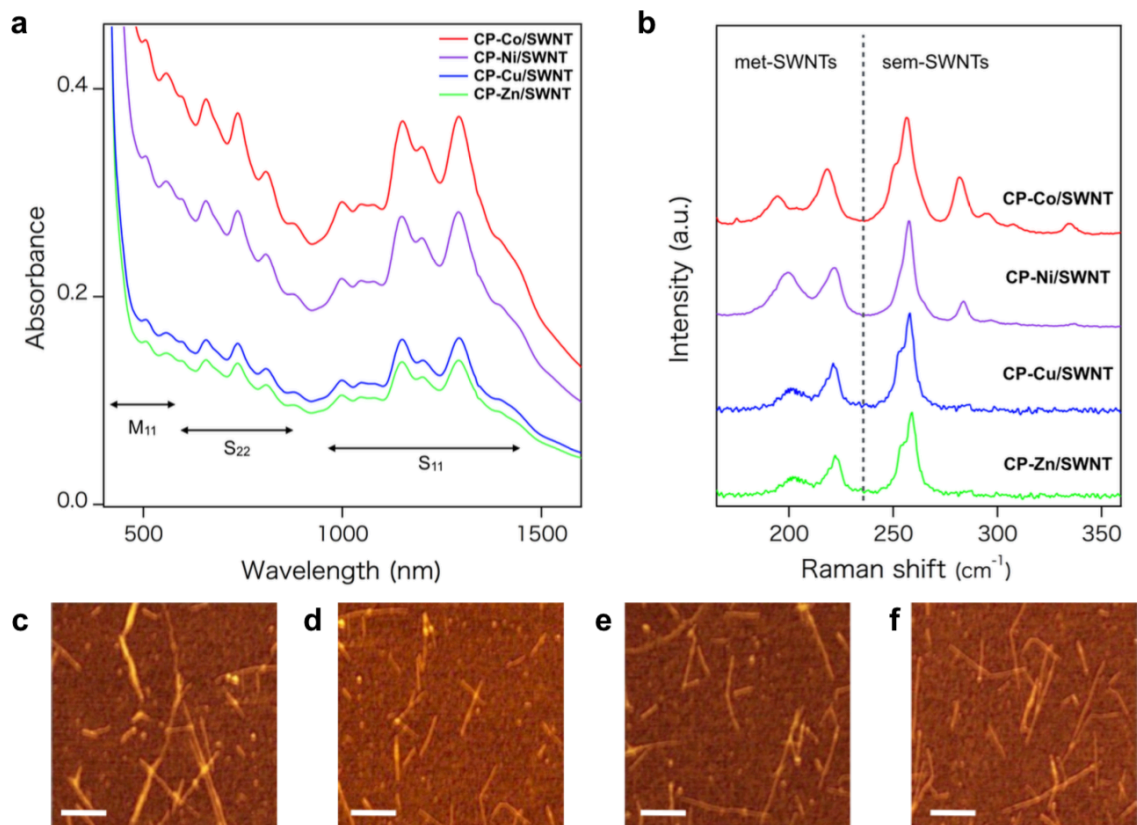 a
CP-Co/SWNT
CP-Ni/SWNT
CP-Cu/SWNT
CP-Zn/SWNT
0.4
0.2
0.0
Absorbance
M11
S22
S11
500
1000
1500
Wavelength (nm)
b
met-SWNTs
sem-SWNTs
CP-Co/SWNT
CP-Ni/SWNT
CP-Cu/SWNT
CP-Zn/SWNT
Intensity (a.u.)
200
250
300
350
Raman shift (cm-1)
c
d
e
f